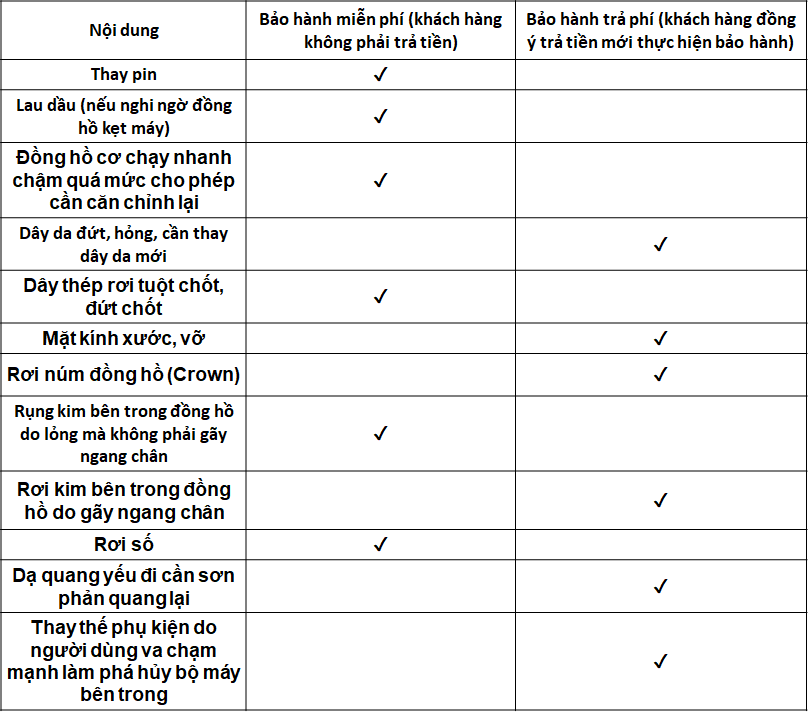 Nội dung
Bảo hành miễn phí (khách hàng
không phải trả tiền)
Bảo hành trả phí (khách hàng đồng
ý trả tiền mới thực hiện bảo hành)
Thay pin
✓
Lau dầu (nếu nghi ngờ đồng
hồ kẹt máy)
✓
Đồng hồ cơ chạy nhanh
chậm quá mức cho phép
cần căn chỉnh lại
✓
Dây da đứt, hỏng, cần thay
dây da mới
✓
Dây thép rơi tuột chốt,
đứt chốt
✓
Mặt kính xước, vỡ
✓
Rơi núm đồng hồ (Crown)
✓
Rụng kim bên trong đồng hồ
do lỏng mà không phải gãy
ngang chân
✓
Rơi kim bên trong đồng
hồ do gãy ngang chân
✓
Rơi số
✓
Dạ quang yếu đi cần sơn
phản quang lại
✓
Thay thế phụ kiện do
người dùng va chạm
mạnh làm phá hủy bộ máy
bên trong
✓